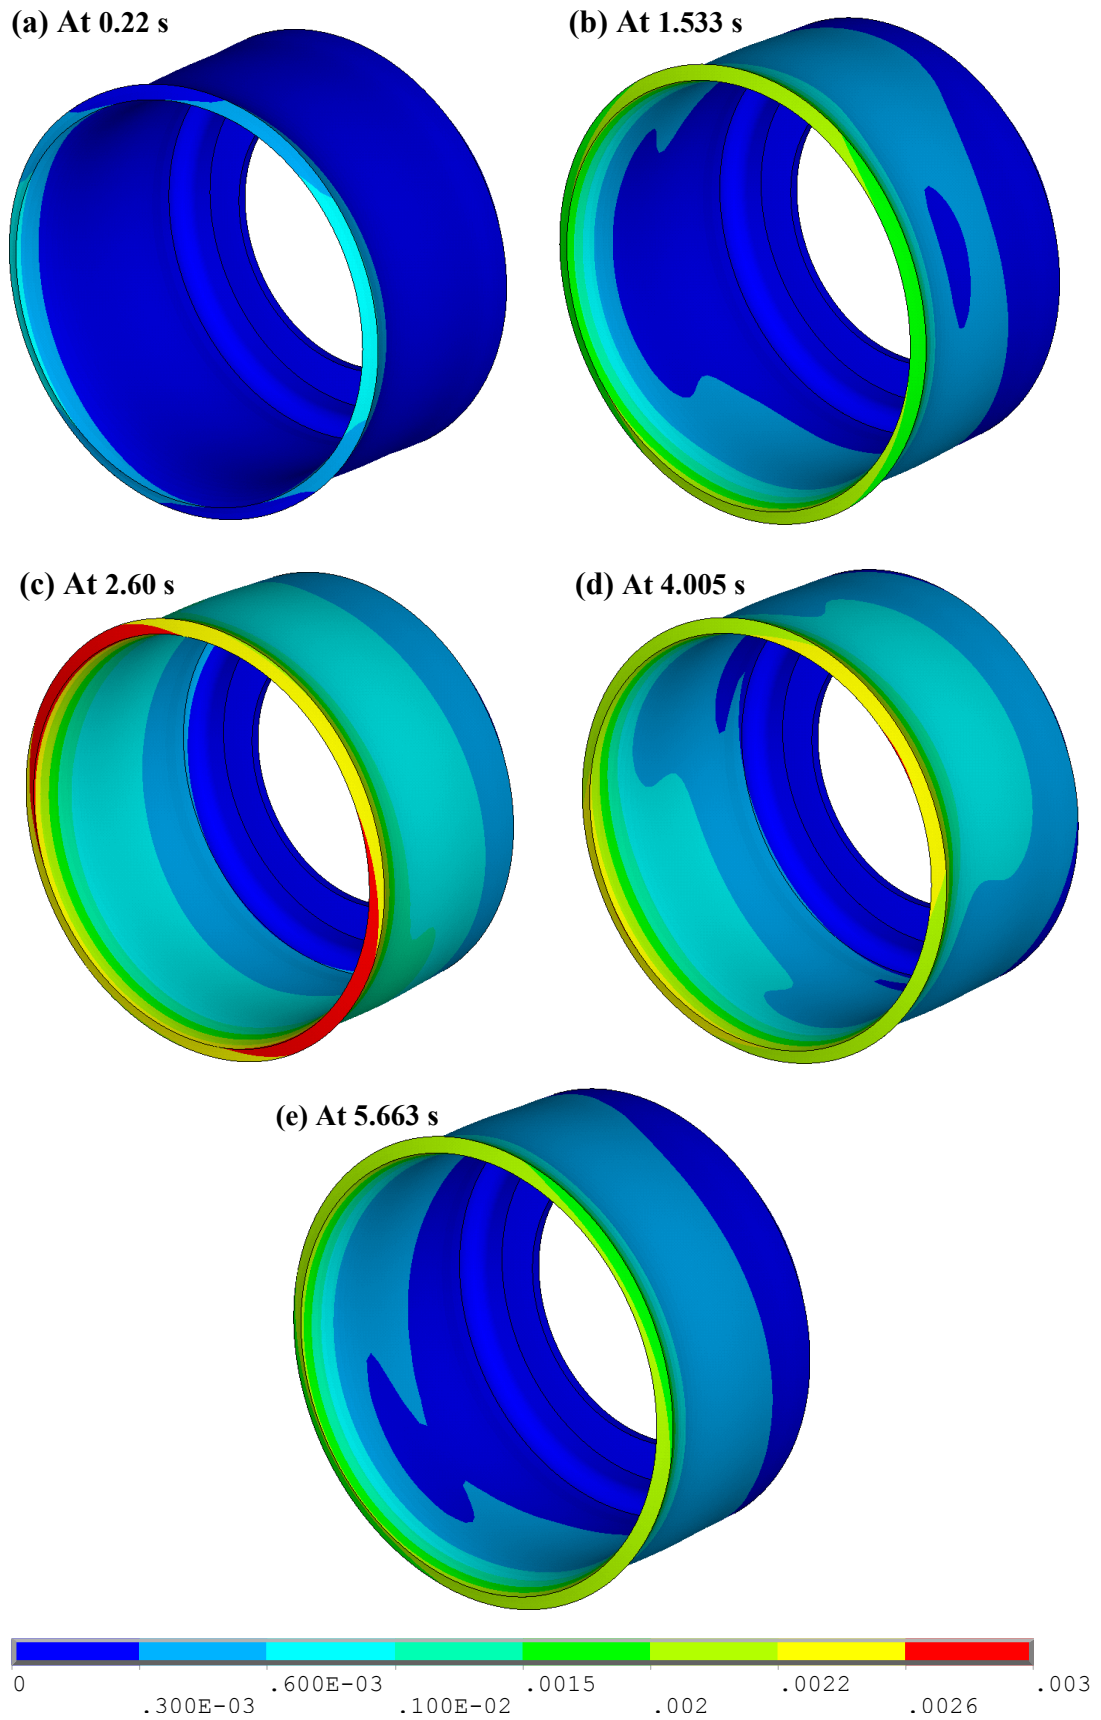 (a) At 0.22 s
(b) At 1.533 s
(c) At 2.60 s
(d) At 4.005 s
(e) At 5.663 s
0 .600E-03 .0015 .0022 .003
.300E-03 .100E-02 .002 .0026